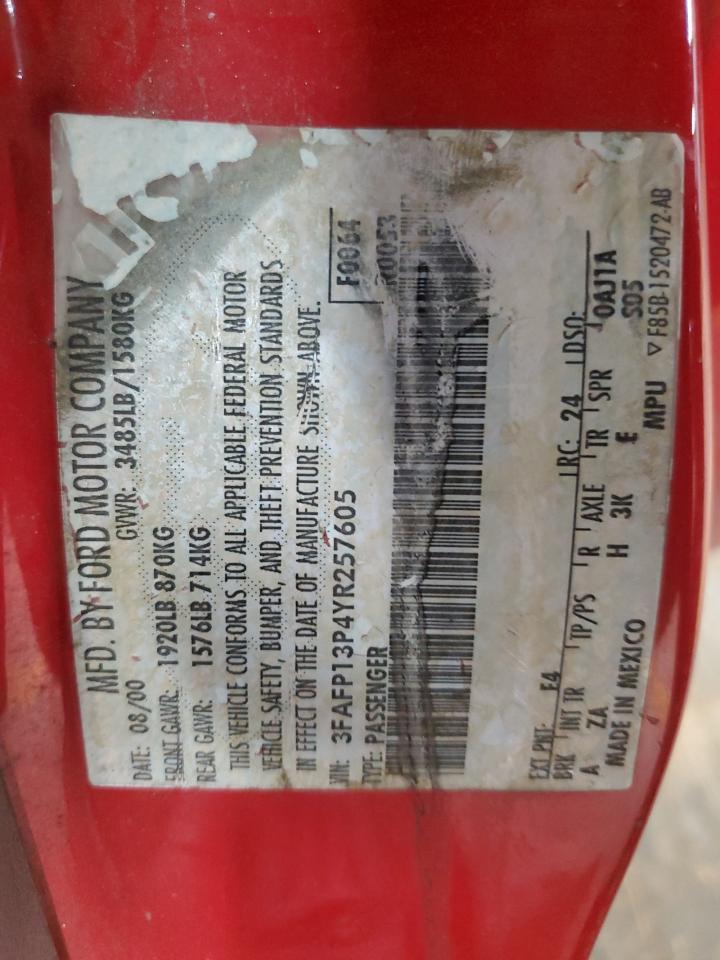 MFD. BY FORD MOTOR COMPANY
DATE: 08/00 GVWR: 3485LB/1580KG
FRONT GAWR: 1920LB 870KG
REAR GAWR: 1576LB 714KG
THIS VEHICLE CONFORMS TO ALL APPLICABLE FEDERAL MOTOR
VEHICLE SAFETY, BUMPER, AND THEFT PREVENTION STANDARDS
IN EFFECT ON THE DATE OF MANUFACTURE SHOWN ABOVE.
VIN: 3FAFP13P4YR257605 F0064
TYPE: PASSENGER
EXT PNT: E4 RC: 24 DSO:
BRK INT TR TP/PS R AXLE TR SPR 0AJ1A
A ZA H 3K E S05
MADE IN MEXICO MPU ▽ F85B-1520472-AB